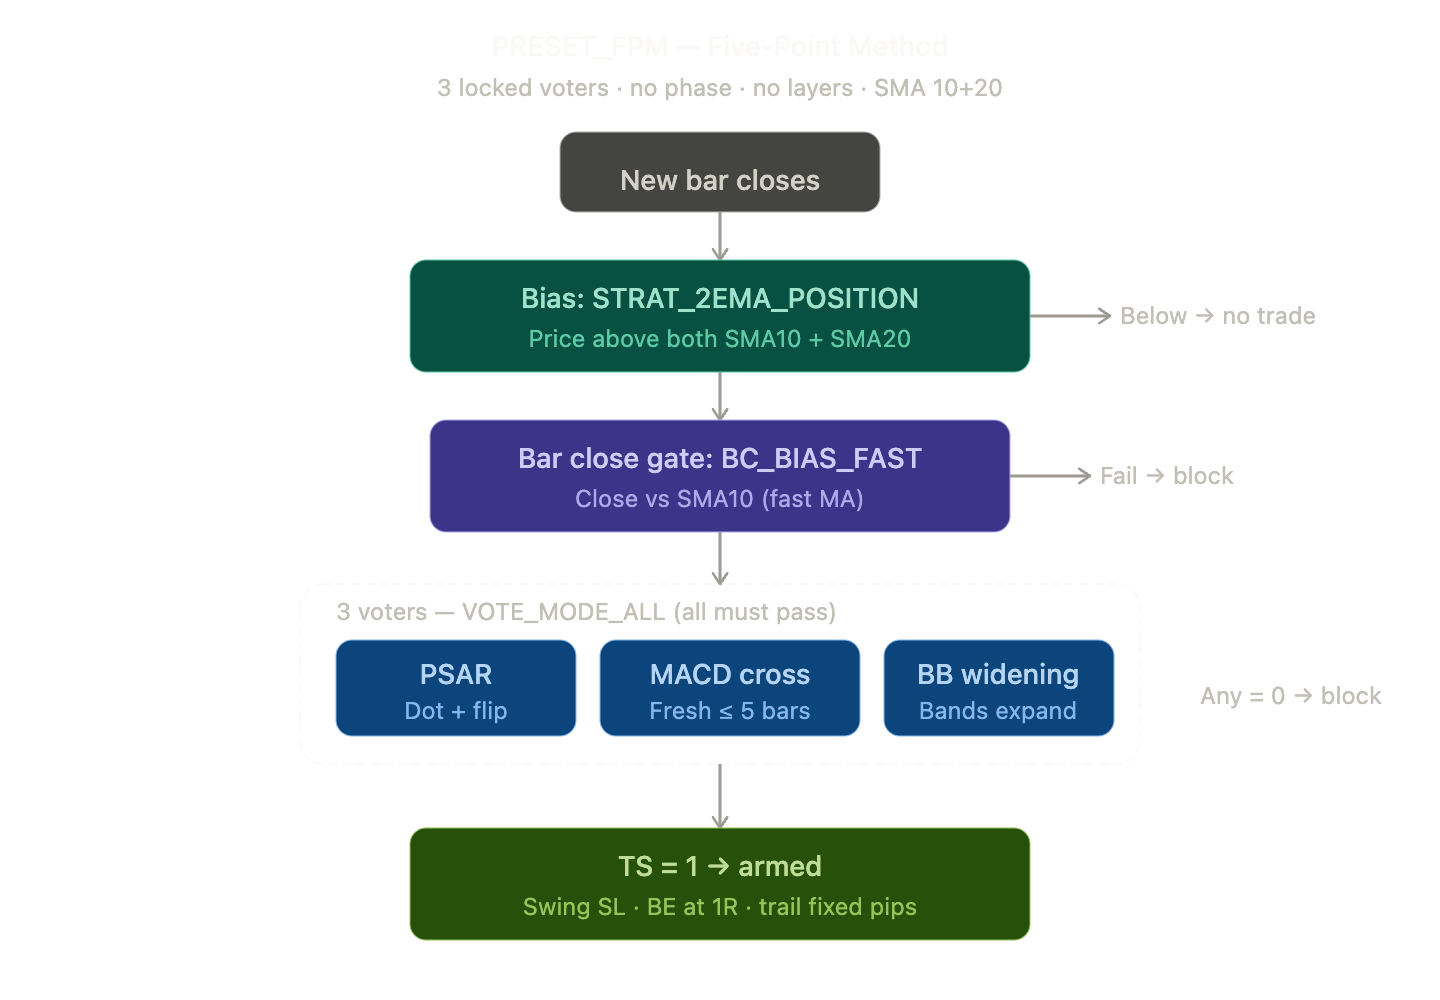 PRESET_FPM — Five-Point Method
3 locked voters · no phase · no layers · SMA 10+20
New bar closes
Bias: STRAT_2EMA_POSITION
Price above both SMA10 + SMA20
Below → no trade
Bar close gate: BC_BIAS_FAST
Close vs SMA10 (fast MA)
Fail → block
3 voters — VOTE_MODE_ALL (all must pass)
PSAR
Dot + flip
MACD cross
Fresh ≤ 5 bars
BB widening
Bands expand
Any = 0 → block
TS = 1 → armed
Swing SL · BE at 1R · trail fixed pips